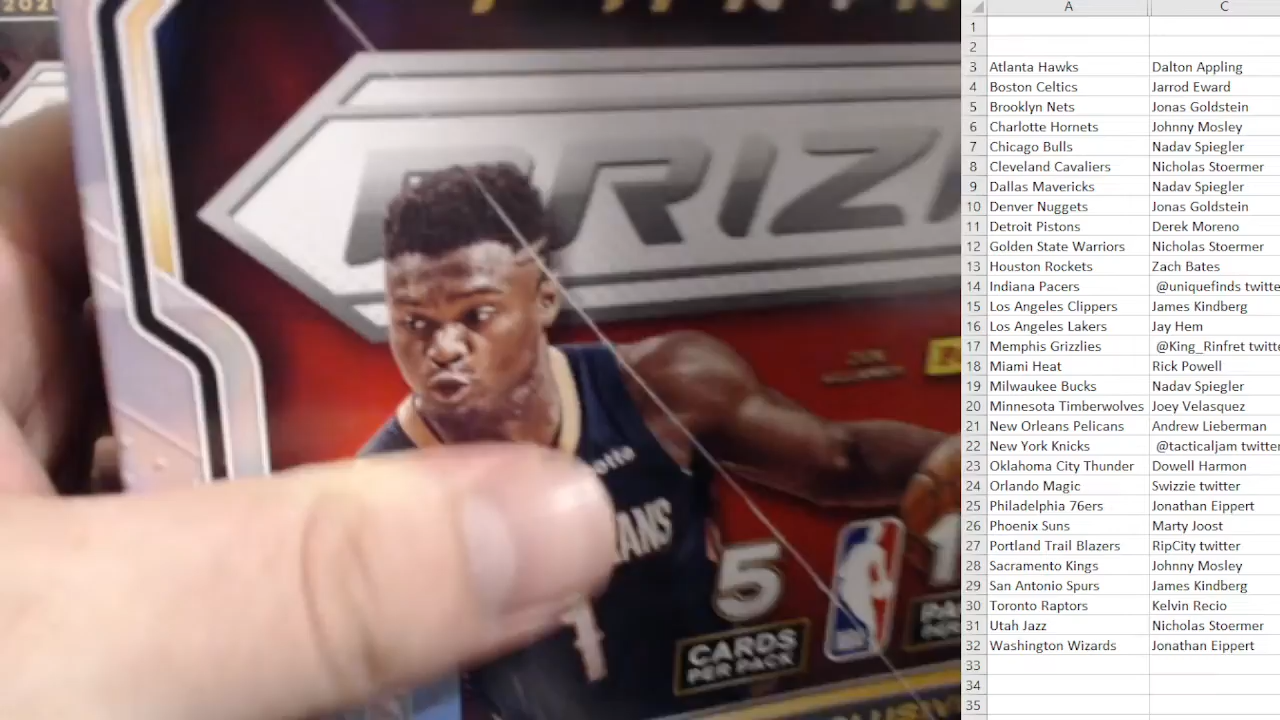 202
PRIZ
5
CARDS
PER PACK
1
A C
1
2
3 Atlanta Hawks Dalton Appling
4 Boston Celtics Jarrod Eward
5 Brooklyn Nets Jonas Goldstein
6 Charlotte Hornets Johnny Mosley
7 Chicago Bulls Nadav Spiegler
8 Cleveland Cavaliers Nicholas Stoermer
9 Dallas Mavericks Nadav Spiegler
10 Denver Nuggets Jonas Goldstein
11 Detroit Pistons Derek Moreno
12 Golden State Warriors Nicholas Stoermer
13 Houston Rockets Zach Bates
14 Indiana Pacers @uniquefinds twitte
15 Los Angeles Clippers James Kindberg
16 Los Angeles Lakers Jay Hem
17 Memphis Grizzlies @King_Rinfret twitt
18 Miami Heat Rick Powell
19 Milwaukee Bucks Nadav Spiegler
20 Minnesota Timberwolves Joey Velasquez
21 New Orleans Pelicans Andrew Lieberman
22 New York Knicks @tacticaljam twitte
23 Oklahoma City Thunder Dowell Harmon
24 Orlando Magic Swizzie twitter
25 Philadelphia 76ers Jonathan Eippert
26 Phoenix Suns Marty Joost
27 Portland Trail Blazers RipCity twitter
28 Sacramento Kings Johnny Mosley
29 San Antonio Spurs James Kindberg
30 Toronto Raptors Kelvin Recio
31 Utah Jazz Nicholas Stoermer
32 Washington Wizards Jonathan Eippert
33
34
35